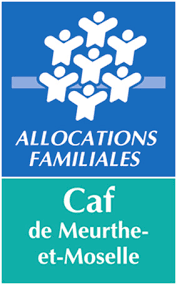 ALLOCATIONS
FAMILIALES
Caf
de Meurthe-
et-Moselle